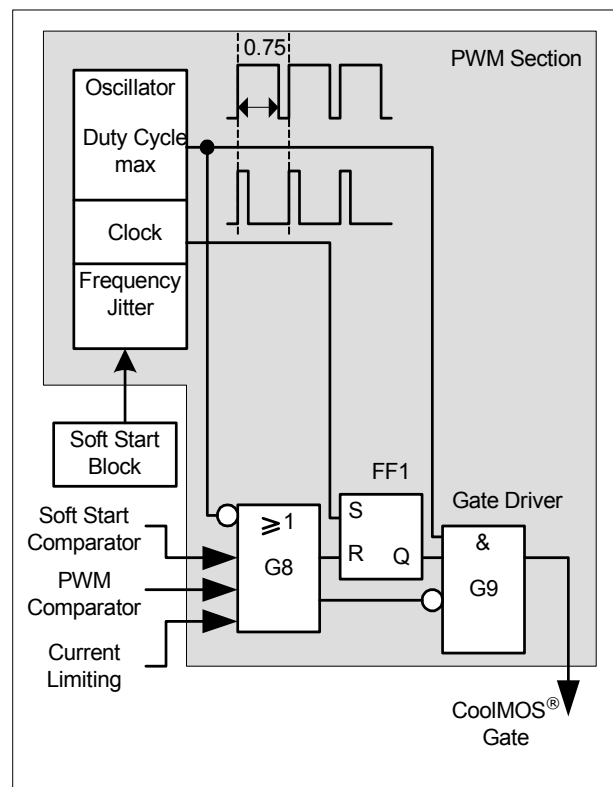 0.75
PWM Section
Oscillator
Duty Cycle
max
Clock
Frequency
Jitter
Soft Start
Block
FF1
Gate Driver
Soft Start
Comparator
PWM
Comparator
Current
Limiting
⩾1
G8
S
R
Q
&
G9
CoolMOS®
Gate